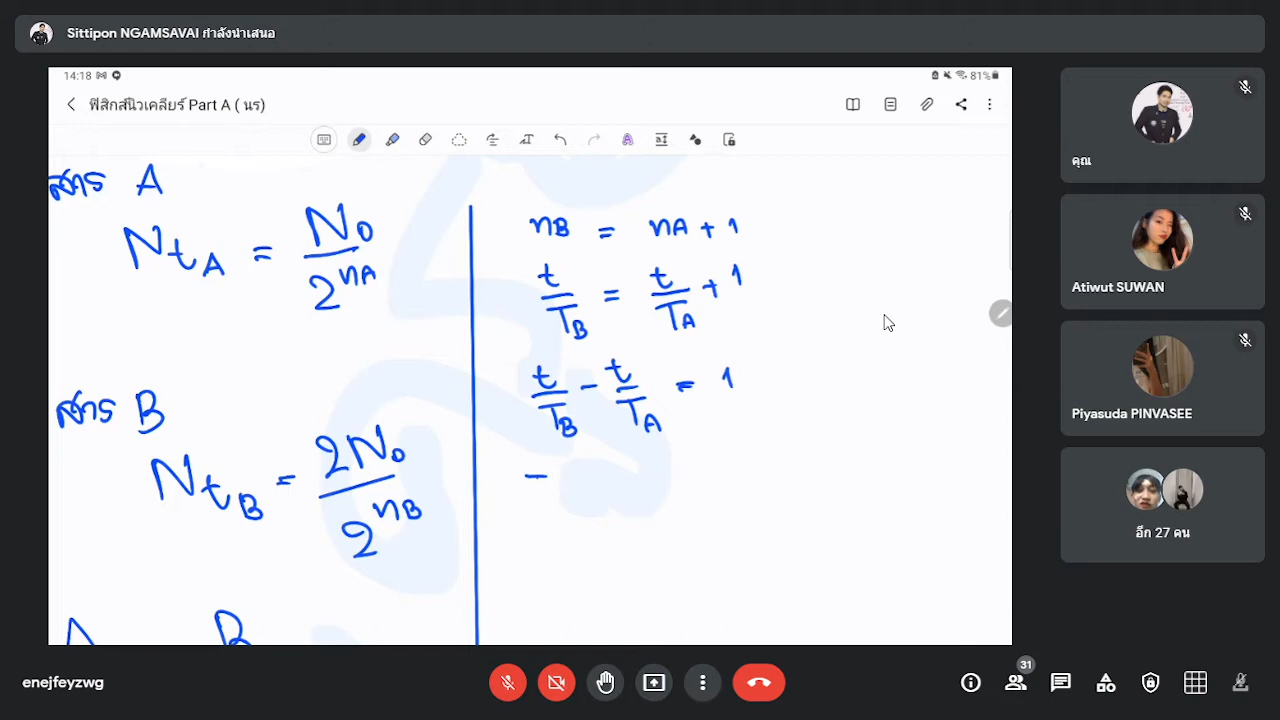 Sittipon NGAMSAVAI กำลังนำเสนอ
14:18
81%
ฟิสิกส์นิวเคลียร์ Part A ( นร)
สาร A
NtA = N0 / 2^nA
สาร B
NtB = 2N0 / 2^nB
A B
nB = nA + 1
t/TB = t/TA + 1
t/TB - t/TA = 1
คุณ
Atiwut SUWAN
Piyasuda PINVASEE
อีก 27 คน
enejfeyzwg
31